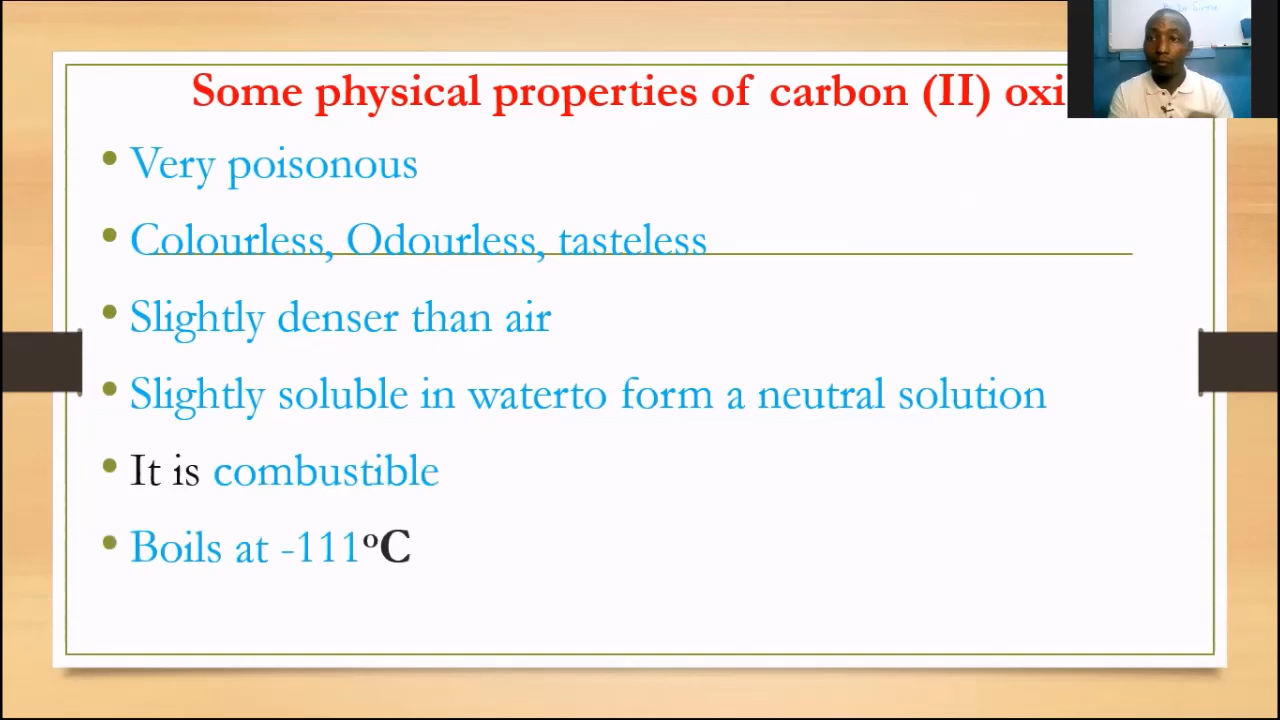 Some physical properties of carbon (II) oxi
• Very poisonous
• Colourless, Odourless, tasteless
• Slightly denser than air
• Slightly soluble in waterto form a neutral solution
• It is combustible
• Boils at -111°C